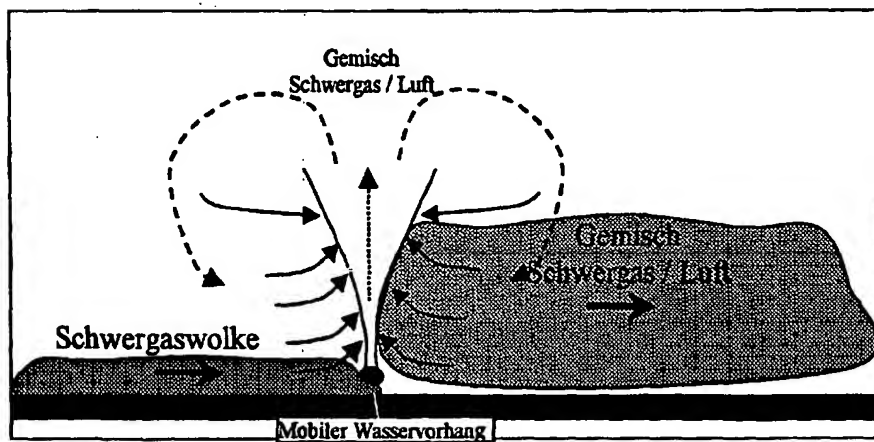 Gemisch
Schwergas / Luft
Gemisch
Schwergas / Luft
Schwergaswolke
Mobiler Wasservorhang